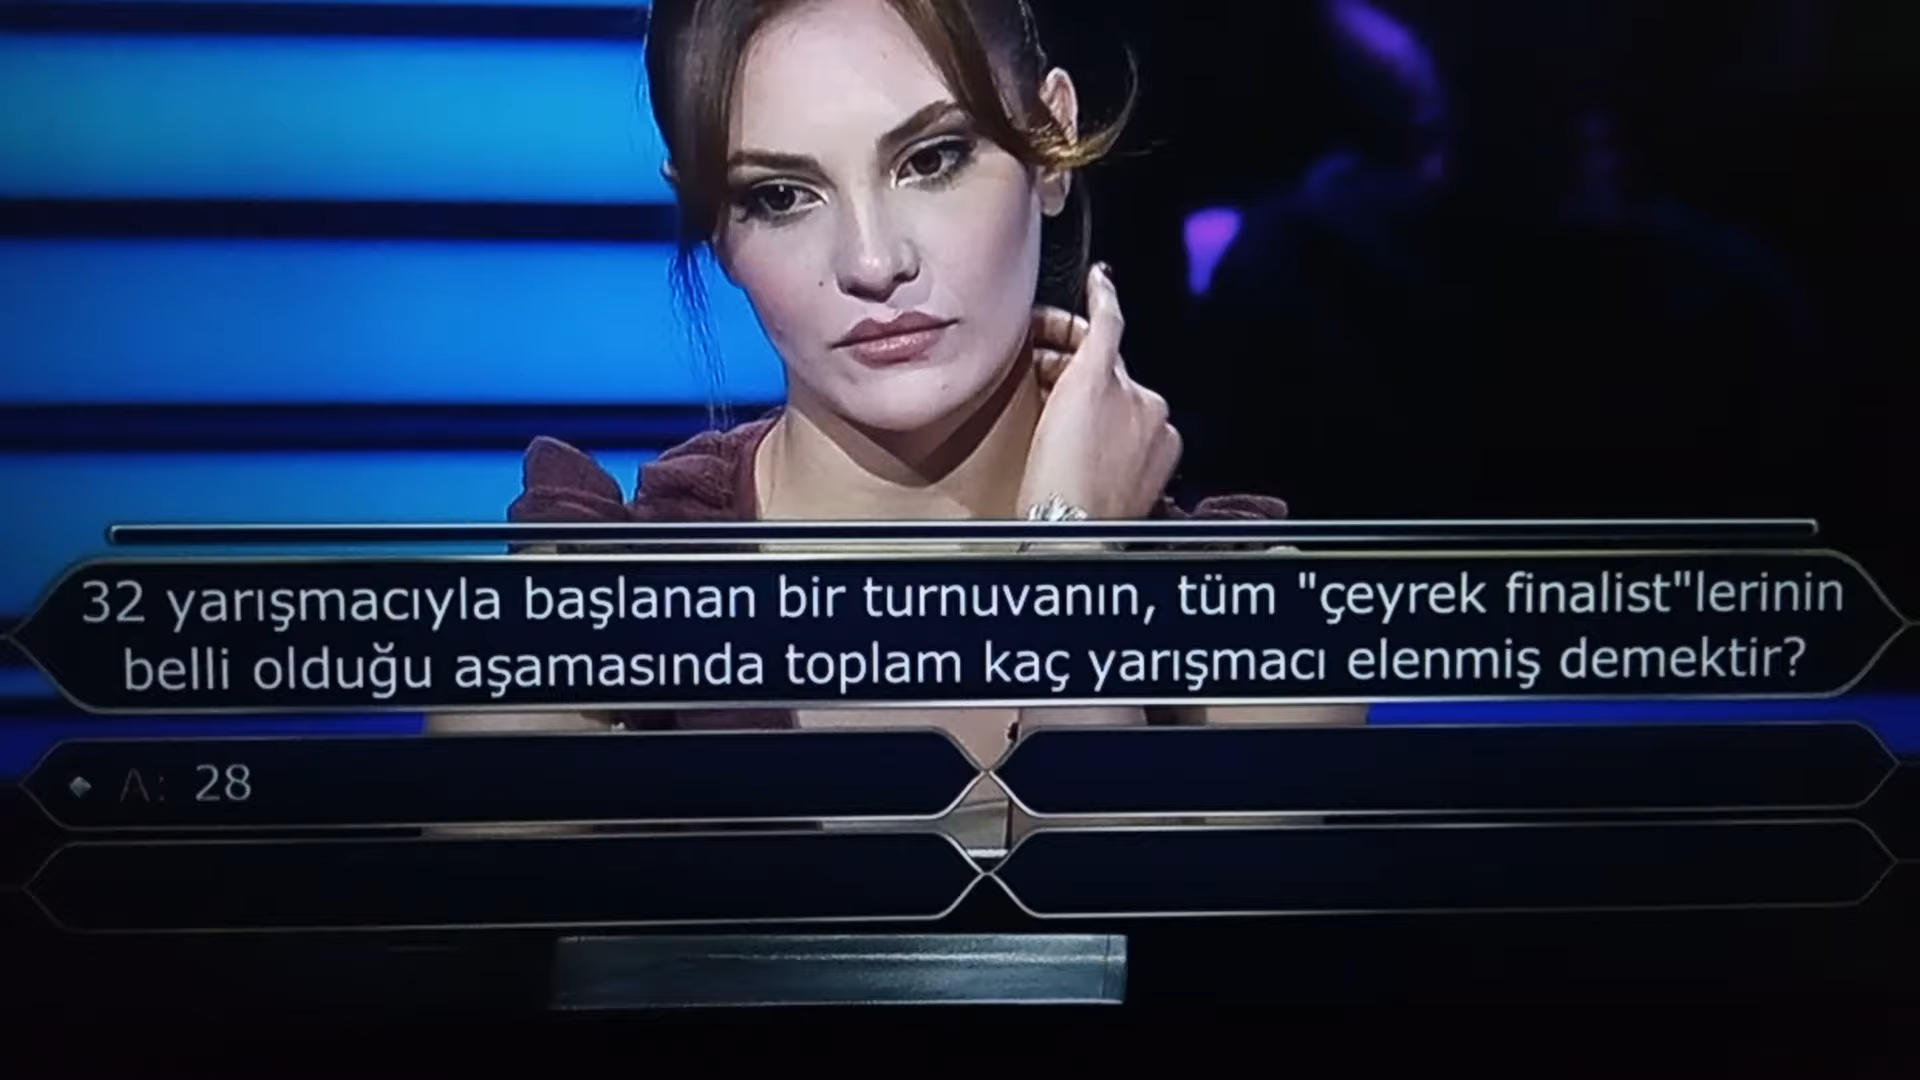 32 yarışmacıyla başlanan bir turnuvanın, tüm "çeyrek finalist"lerinin
belli olduğu aşamasında toplam kaç yarışmacı elenmiş demektir?
A: 28